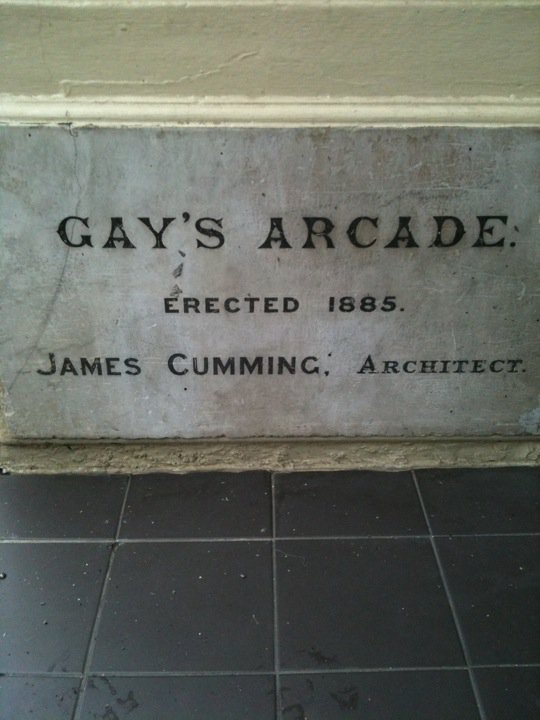 GAY'S ARCADE.
ERECTED 1885.
JAMES CUMMING, ARCHITECT.